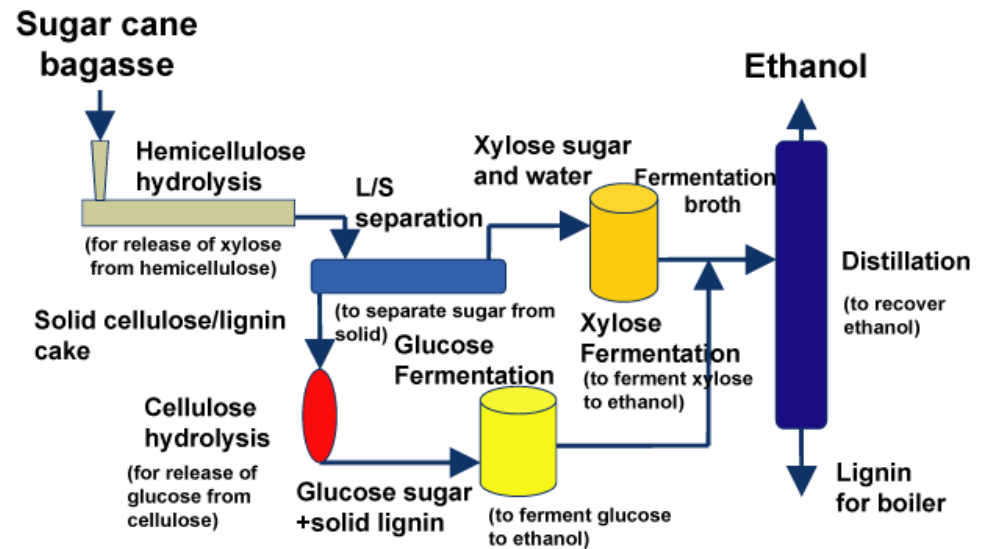 Sugar cane
bagasse
Ethanol
Hemicellulose
hydrolysis
(for release of xylose
from hemicellulose)
L/S
separation
Xylose sugar
and water
Fermentation
broth
Distillation
(to recover
ethanol)
(to separate sugar from
solid)
Solid cellulose/lignin
cake
Glucose
Fermentation
Xylose
Fermentation
(to ferment xylose
to ethanol)
Cellulose
hydrolysis
(for release of
glucose from
cellulose)
Glucose sugar
+solid lignin
(to ferment glucose
to ethanol)
Lignin
for boiler